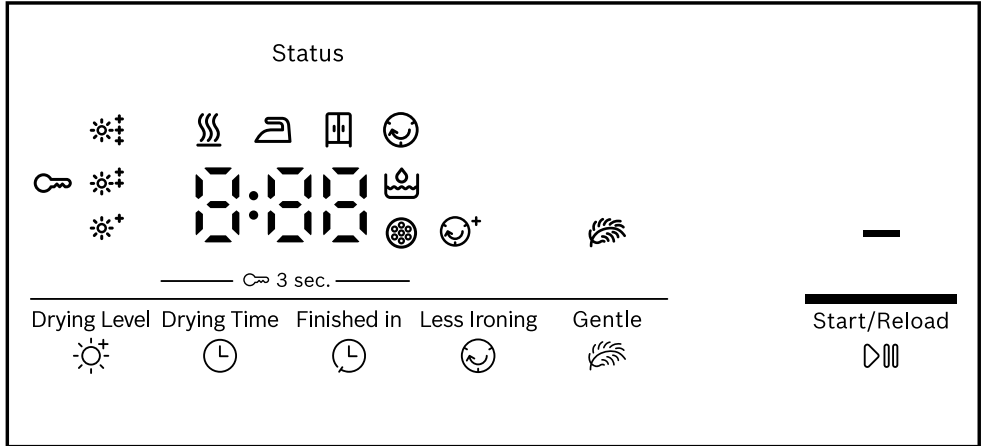 Status
8:88
3 sec.
Drying Level Drying Time Finished in Less Ironing Gentle
Start/Reload